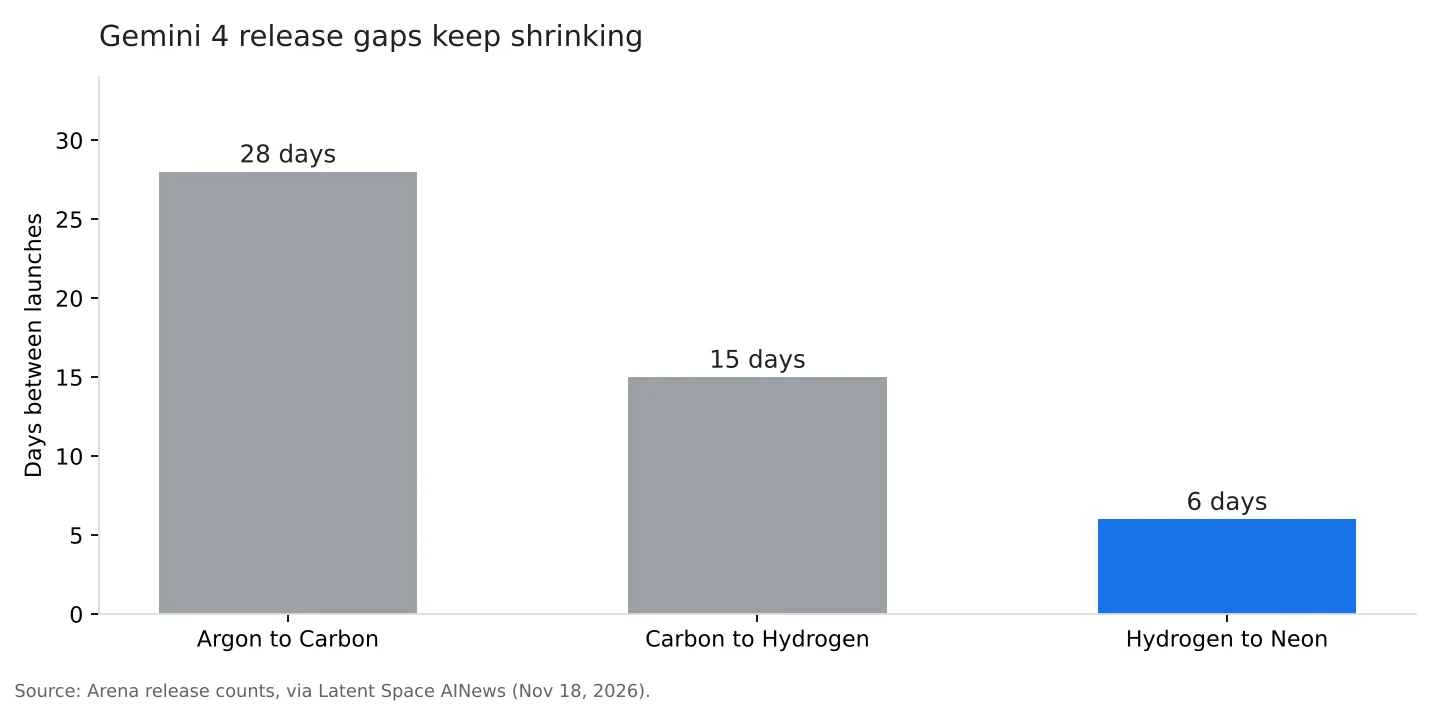 Gemini 4 release gaps keep shrinking
Days between launches
30
25
20
15
10
5
0
28 days
15 days
6 days
Argon to Carbon
Carbon to Hydrogen
Hydrogen to Neon
Source: Arena release counts, via Latent Space AINews (Nov 18, 2026).